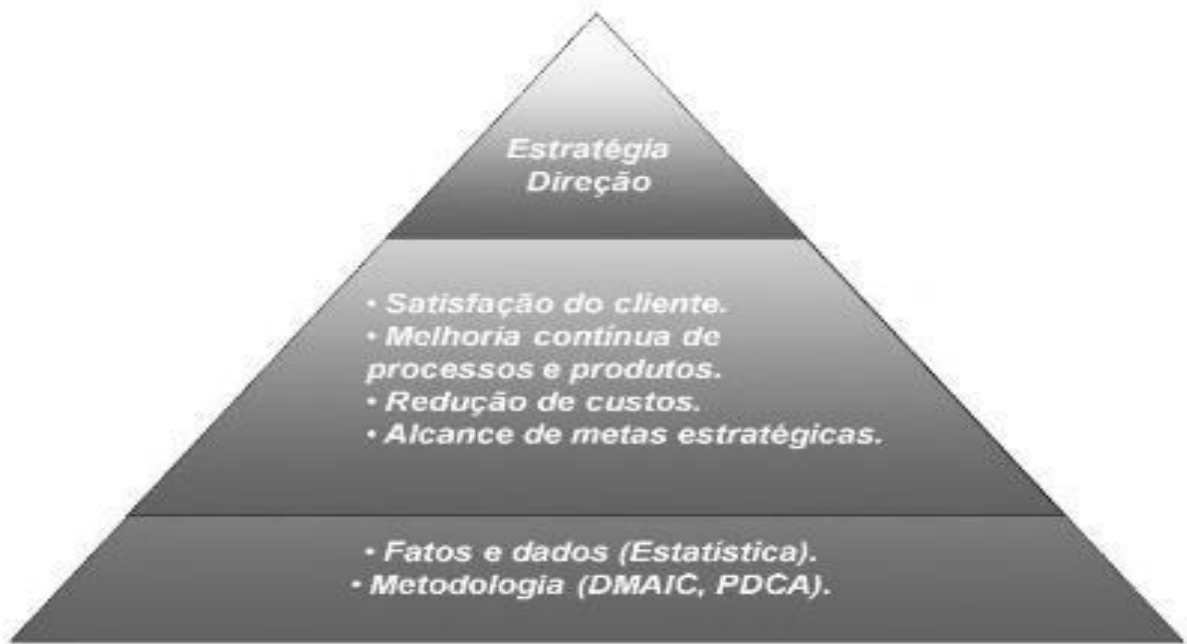 Estratégia
Direção
• Satisfação do cliente.
• Melhoria contínua de
processos e produtos.
• Redução de custos.
• Alcance de metas estratégicas.
• Fatos e dados (Estatística).
• Metodologia (DMAIC, PDCA).